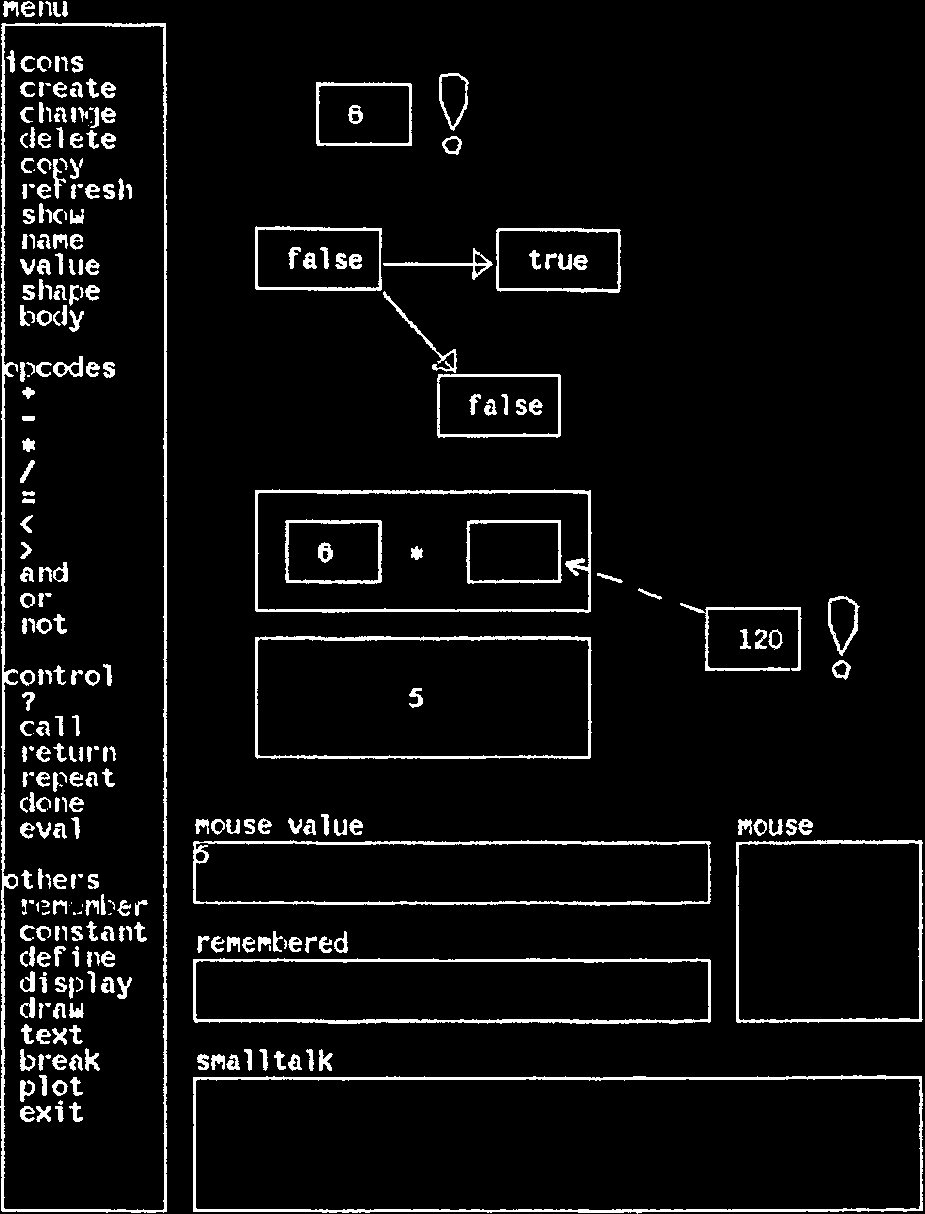 menu
icons
create
change
delete
copy
refresh
show
name
value
shape
body
opcodes
+
-
*
/
=
<
>
and
or
not
control
?
call
return
repeat
done
eval
others
remember
constant
define
display
draw
text
break
plot
exit
6 !
false true
false
6 *
120 !
5
mouse value
6
mouse
remembered
smalltalk